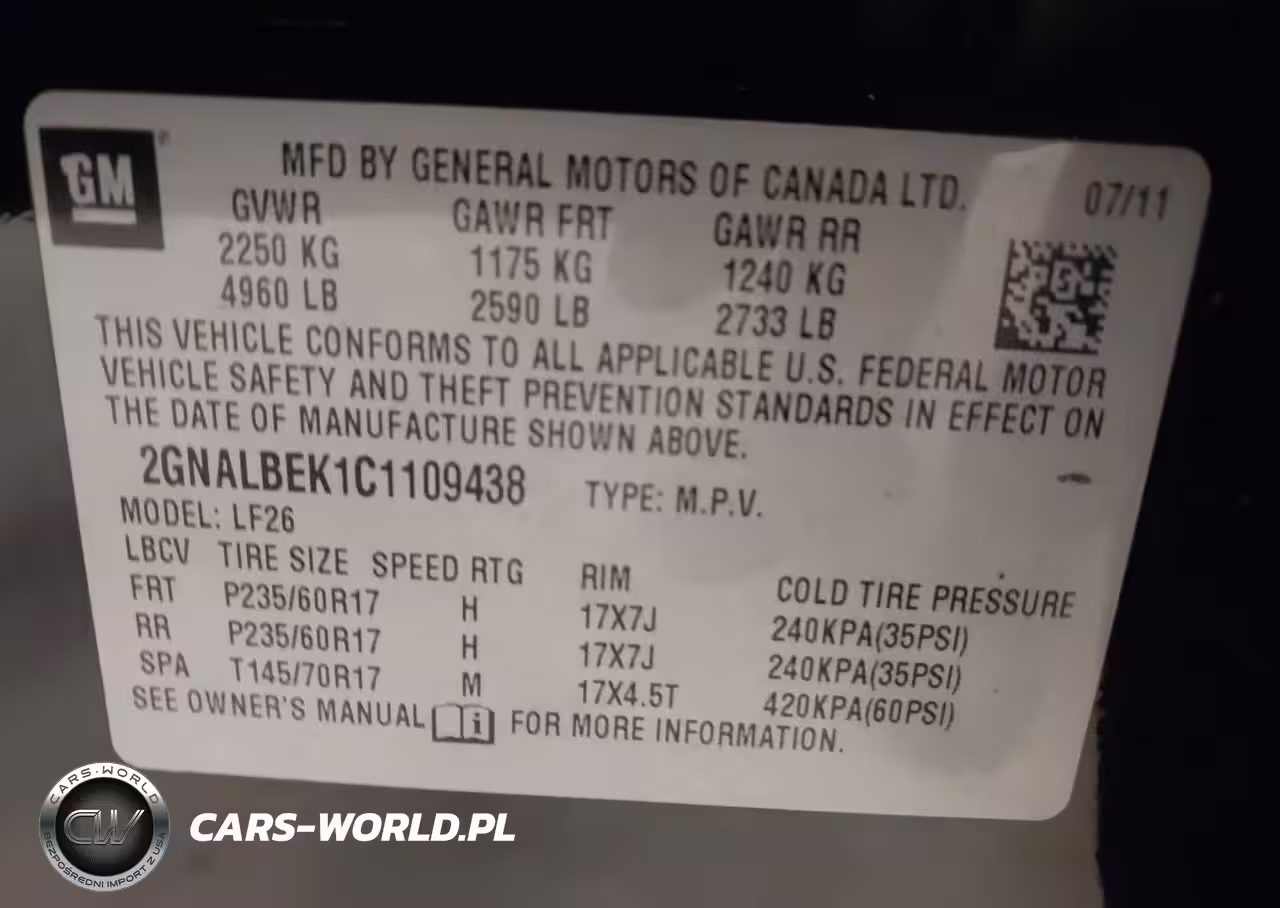 GM®
MFD BY GENERAL MOTORS OF CANADA LTD. 07/11
GVWR GAWR FRT GAWR RR
2250 KG 1175 KG 1240 KG
4960 LB 2590 LB 2733 LB
THIS VEHICLE CONFORMS TO ALL APPLICABLE U.S. FEDERAL MOTOR
VEHICLE SAFETY AND THEFT PREVENTION STANDARDS IN EFFECT ON
THE DATE OF MANUFACTURE SHOWN ABOVE.
2GNALBEK1C1109438 TYPE: M.P.V.
MODEL: LF26
LBCV TIRE SIZE SPEED RTG RIM COLD TIRE PRESSURE
FRT P235/60R17 H 17X7J 240KPA(35PSI)
RR P235/60R17 H 17X7J 240KPA(35PSI)
SPA T145/70R17 M 17X4.5T 420KPA(60PSI)
SEE OWNER'S MANUAL i FOR MORE INFORMATION.
CARS-WORLD
CW
BEZPOŚREDNI IMPORT Z USA
CARS-WORLD.PL